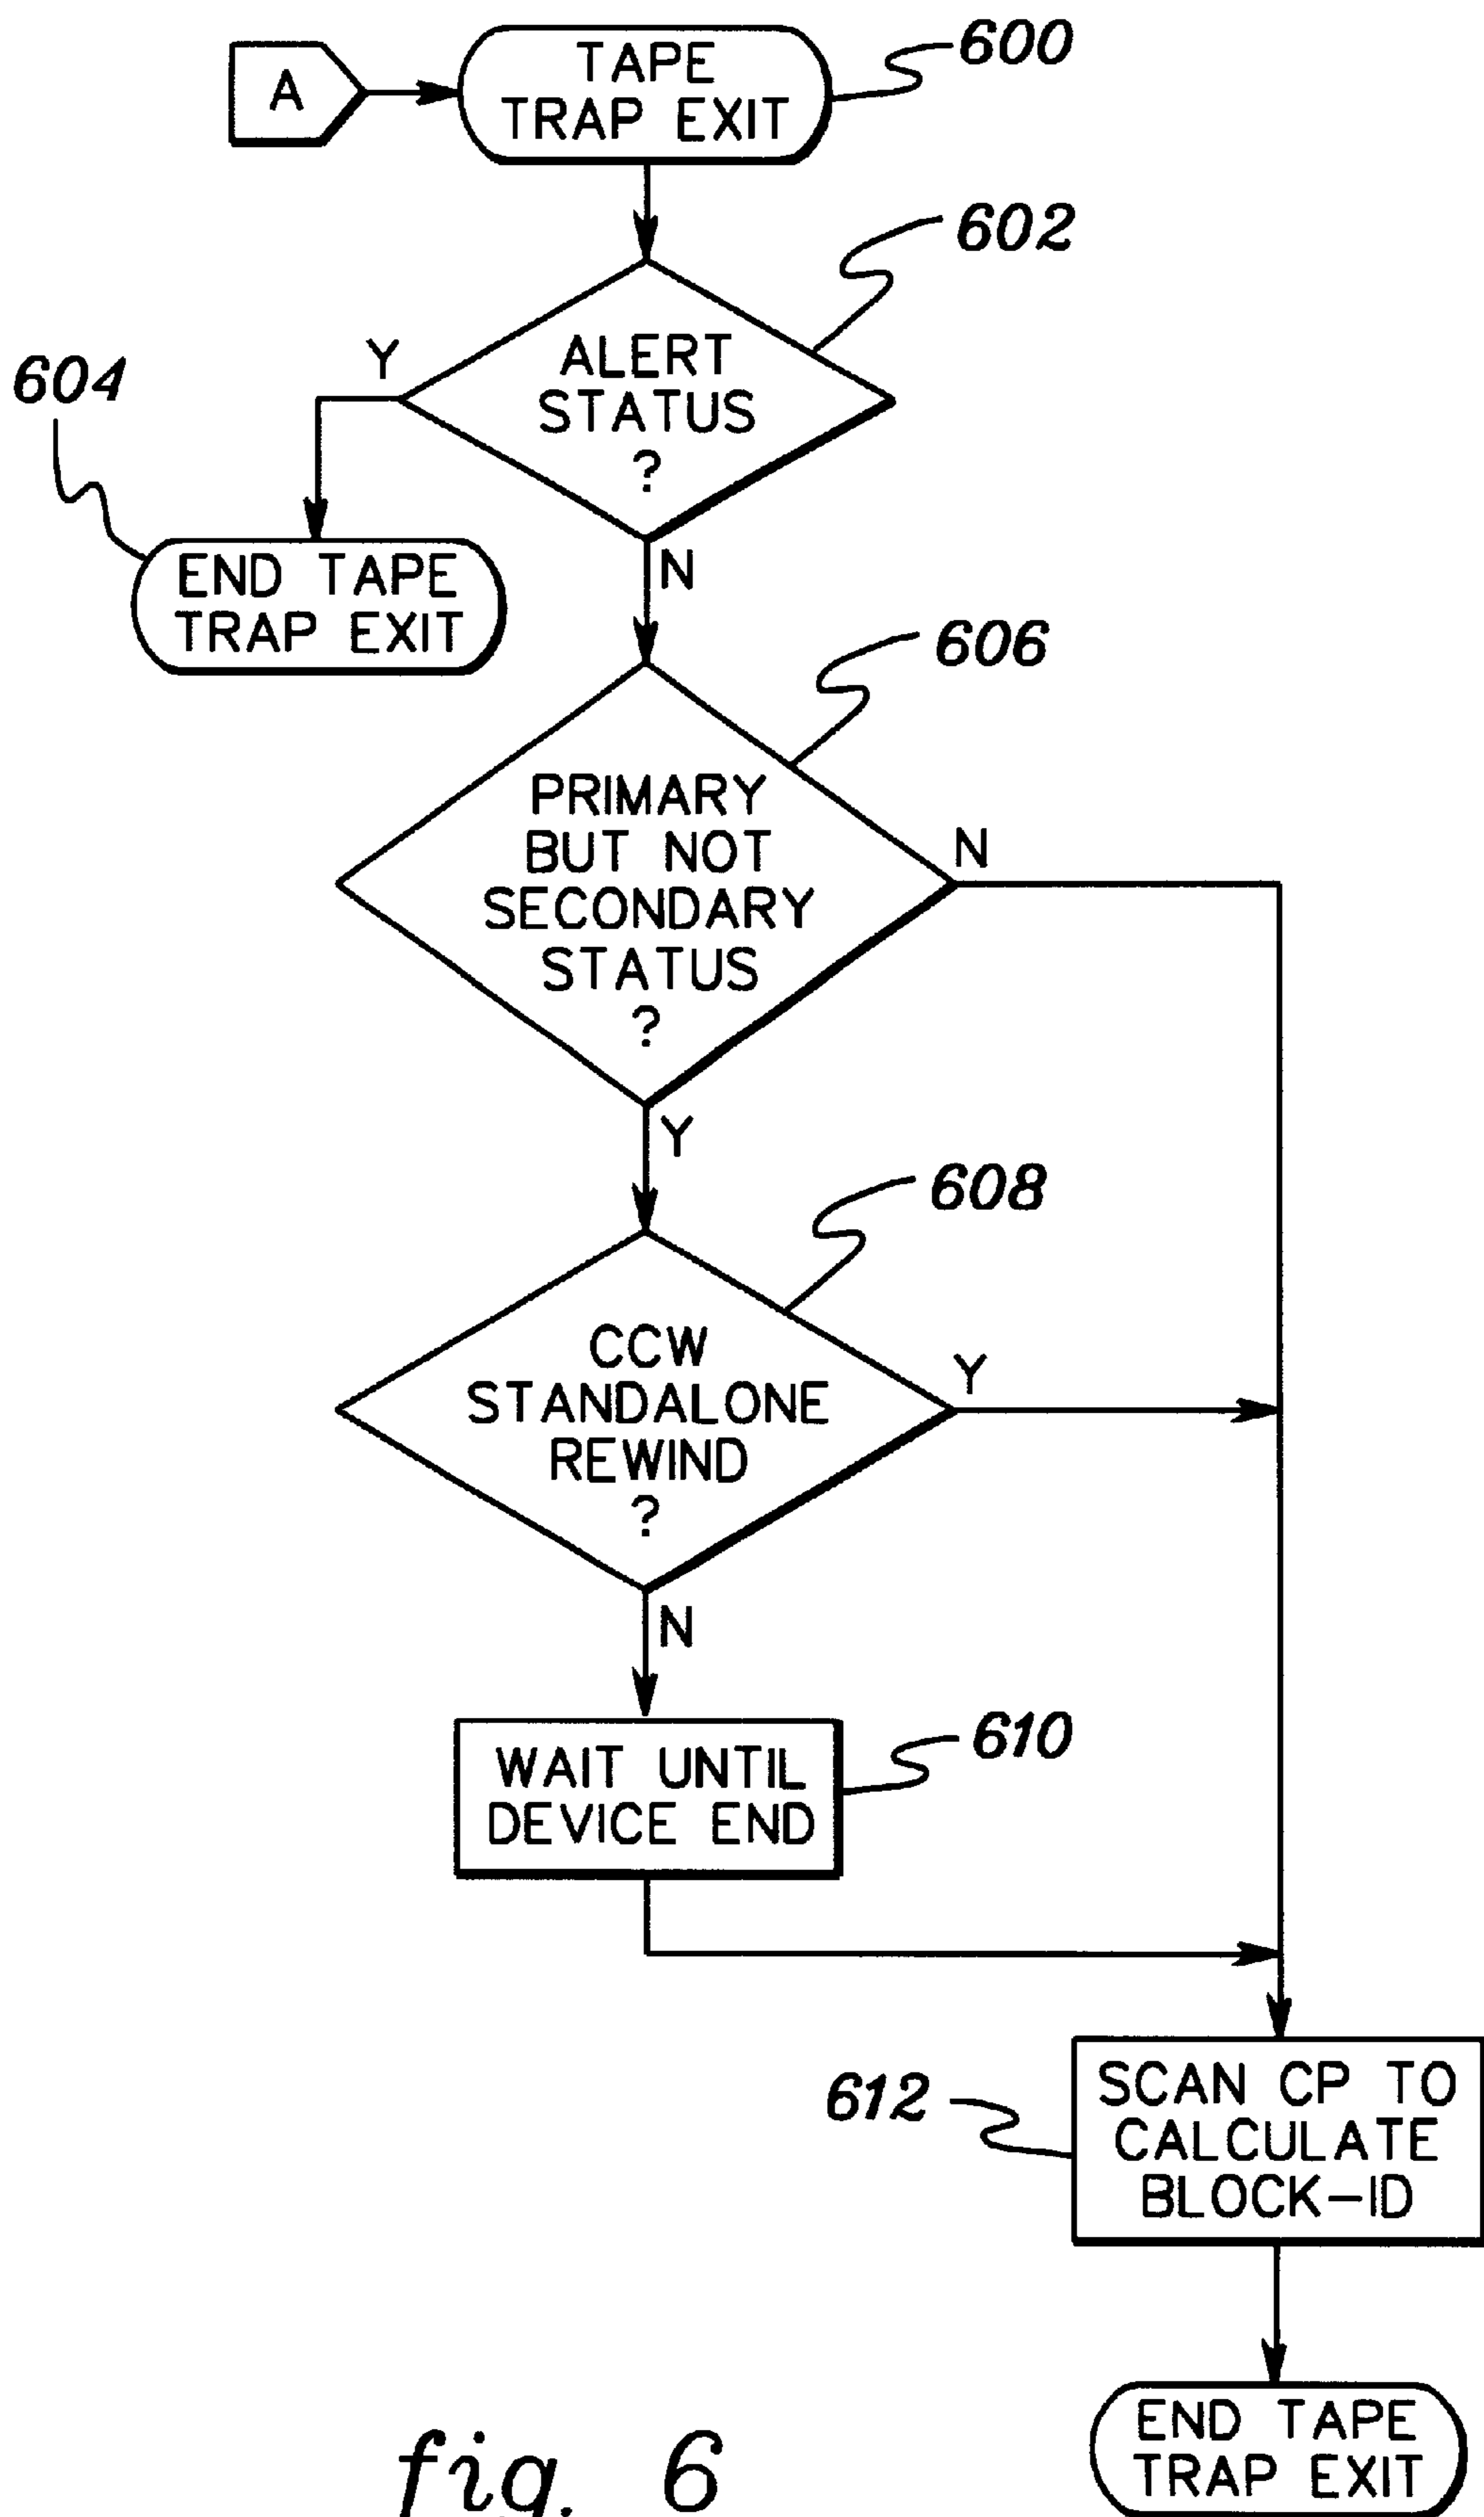 A
TAPE
TRAP EXIT
600
602
ALERT
STATUS
?
Y
604
N
END TAPE
TRAP EXIT
606
PRIMARY
BUT NOT
SECONDARY
STATUS
?
N
Y
608
CCW
STANDALONE
REWIND
?
Y
N
610
WAIT UNTIL
DEVICE END
612
SCAN CP TO
CALCULATE
BLOCK-ID
END TAPE
TRAP EXIT
fig. 6